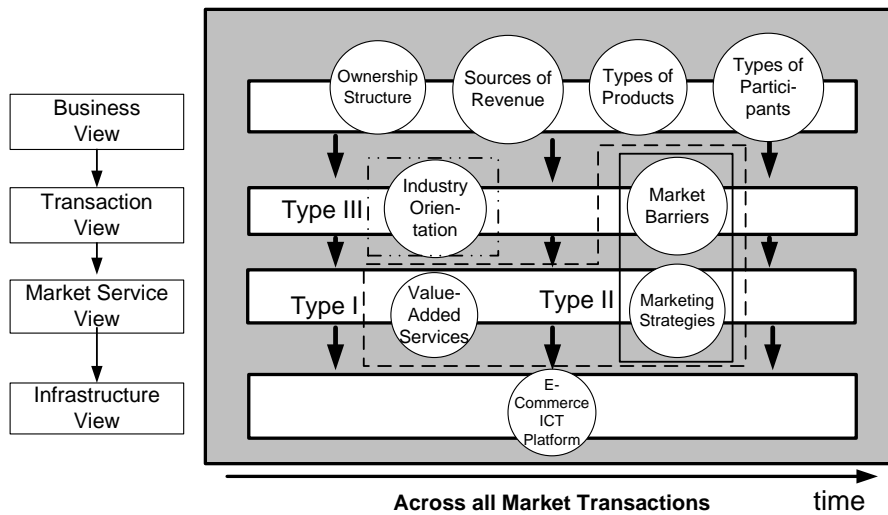 Business
View
Transaction
View
Market Service
View
Infrastructure
View
Ownership
Structure
Sources of
Revenue
Types of
Products
Types of
Partici-
pants
Type III
Industry
Orien-
tation
Market
Barriers
Type I
Value-
Added
Services
Type II
Marketing
Strategies
E-
Commerce
ICT
Platform
Across all Market Transactions
time